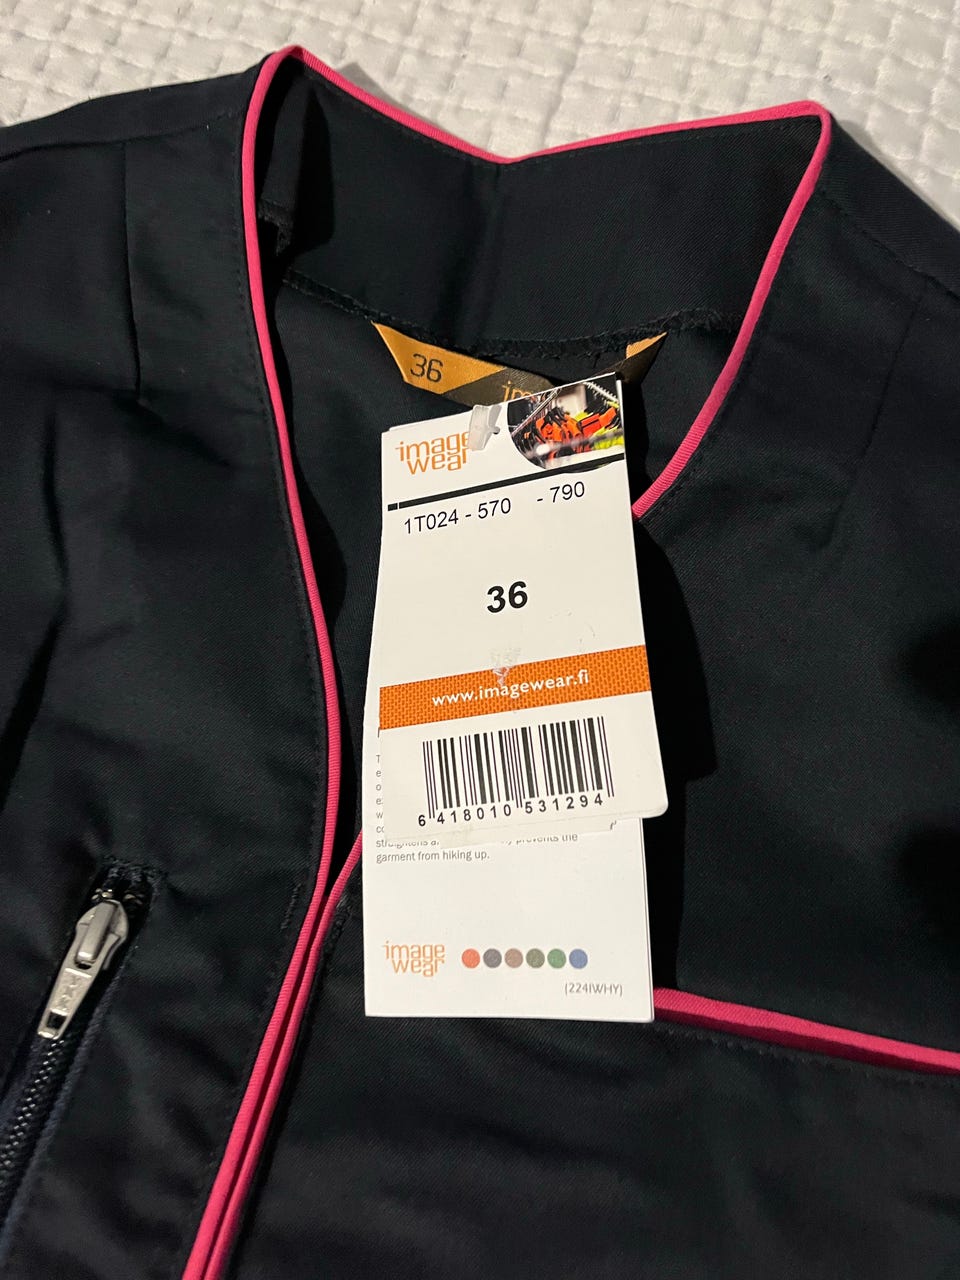 36
image
wear
1T024 - 570 - 790
36
www.imagewear.fi
6 418010 531294
prevents the
garment from hiking up.
image
wear
(224IWHY)